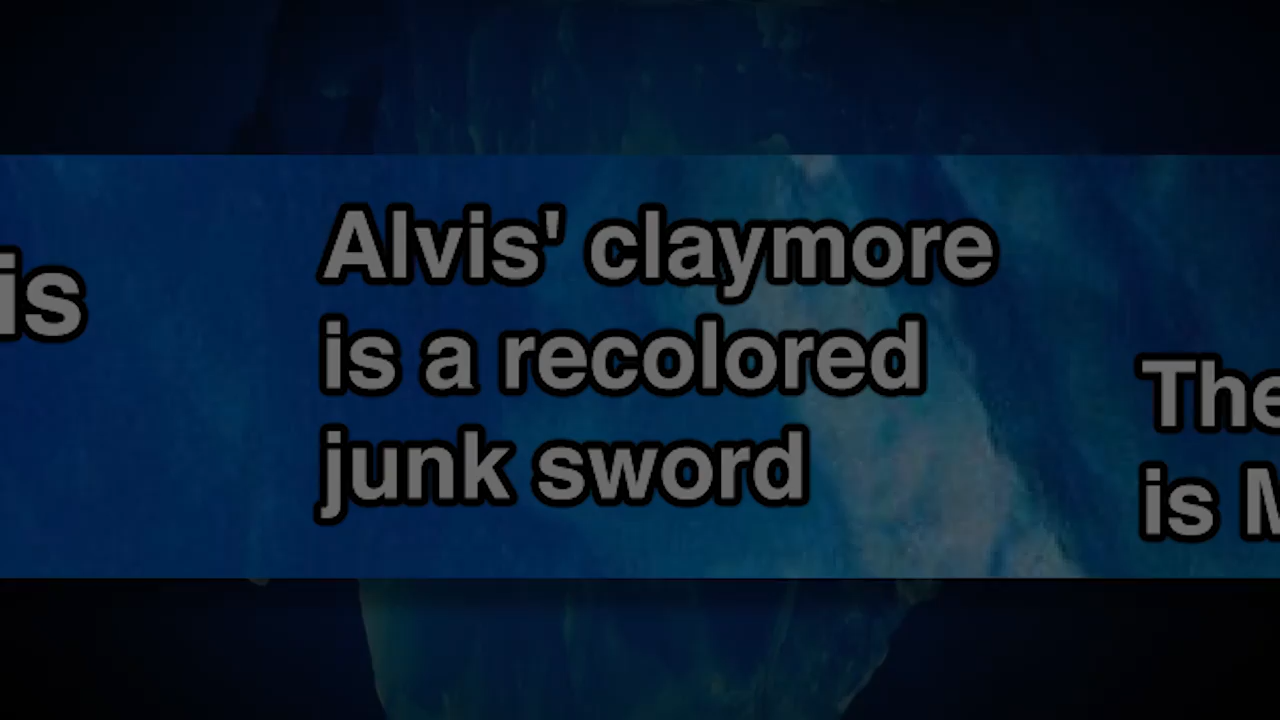 is
Alvis' claymore
is a recolored
junk sword
The
is M